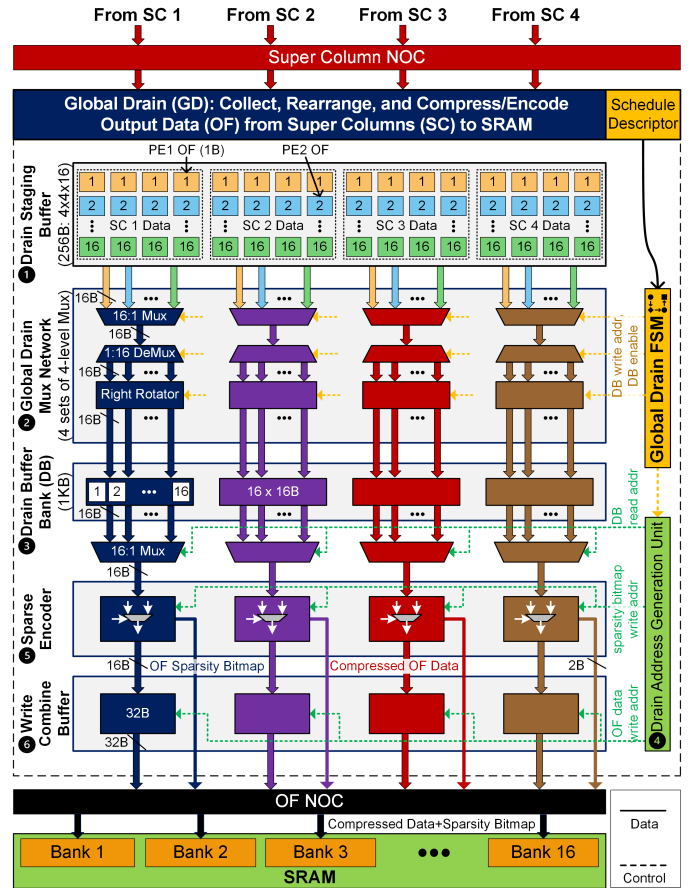 From SC 1 From SC 2 From SC 3 From SC 4
Super Column NOC
Global Drain (GD): Collect, Rearrange, and Compress/Encode
Output Data (OF) from Super Columns (SC) to SRAM
Schedule
Descriptor
PE1 OF (1B) PE2 OF
1 Drain Staging
Buffer
(256B: 4x4x16)
1 1 1 1 1 1 1 1 1 1 1 1 1 1 1 1
2 2 2 2 2 2 2 2 2 2 2 2 2 2 2 2
SC 1 Data SC 2 Data SC 3 Data SC 4 Data
16 16 16 16 16 16 16 16 16 16 16 16 16 16 16 16
2 Global Drain
Mux Network
(4 sets of 4-level Mux)
16B •••  •••  •••  •••
16:1 Mux
16B
1:16 DeMux
16B •••  •••  •••  •••
Right Rotator
16B •••  •••  •••  •••
DB write addr,
DB enable
Global Drain FSM
3 Drain Buffer
Bank (DB)
(1KB)
1 2 ••• 16 16 x 16B
16B •••  •••  •••  •••
16:1 Mux
16B
DB
read addr
5 Sparse
Encoder
sparsity bitmap
write addr
16B OF Sparsity Bitmap Compressed OF Data 2B
6 Write
Combine
Buffer
32B
32B
OF data
write addr
4 Drain Address Generation Unit
OF NOC
Compressed Data+Sparsity Bitmap
Bank 1 Bank 2 Bank 3 ••• Bank 16
SRAM
Data
Control